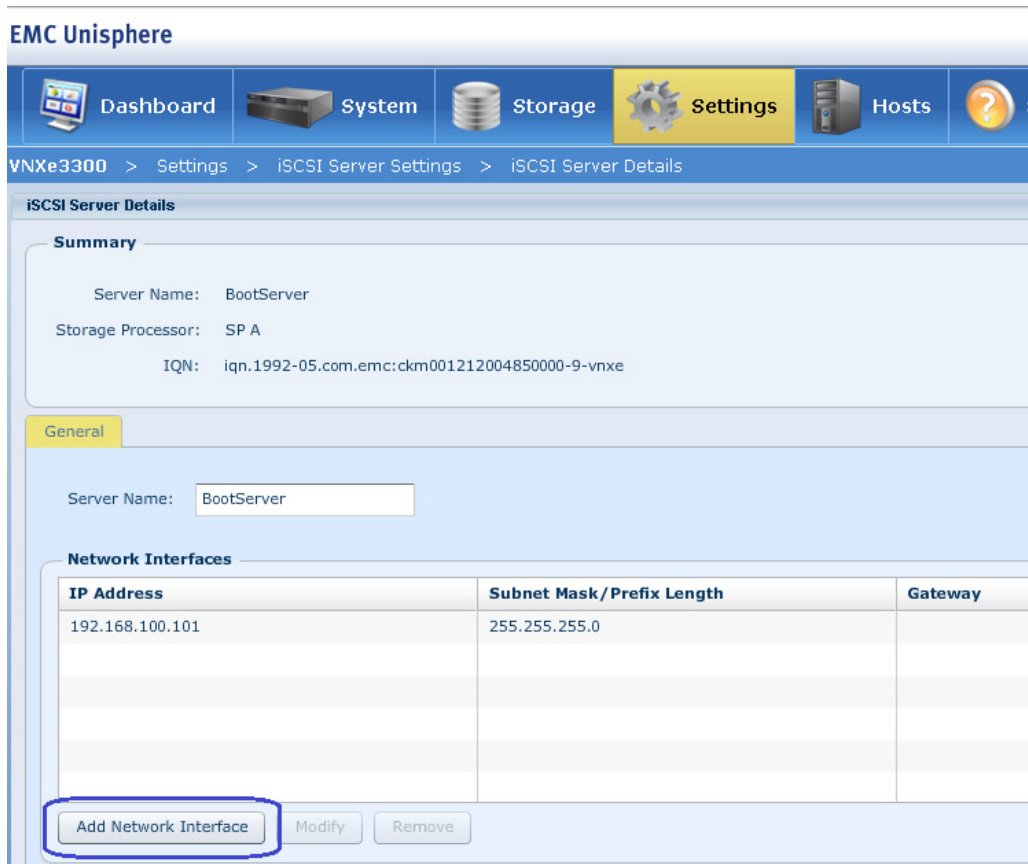 EMC Unisphere
Dashboard System Storage Settings Hosts
VNXe3300 > Settings > iSCSI Server Settings > iSCSI Server Details
iSCSI Server Details
Summary
Server Name: BootServer
Storage Processor: SP A
IQN: iqn.1992-05.com.emc:ckm001212004850000-9-vnxe
General
Server Name: BootServer
Network Interfaces
IP Address Subnet Mask/Prefix Length Gateway
192.168.100.101 255.255.255.0
Add Network Interface Modify Remove